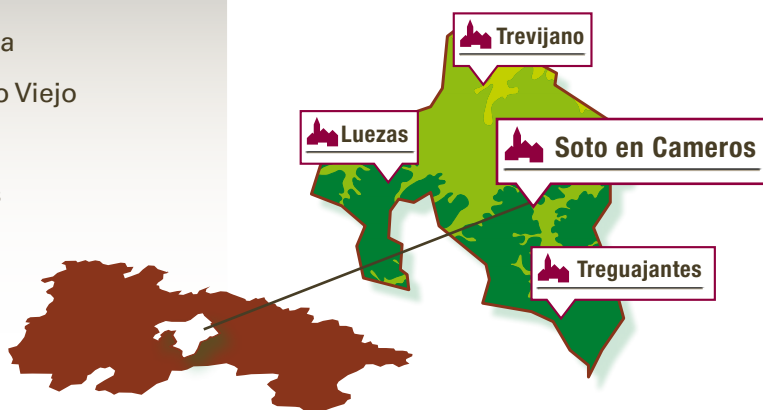 a
o Viejo
Trevijano
Luezas
Soto en Cameros
Treguajantes